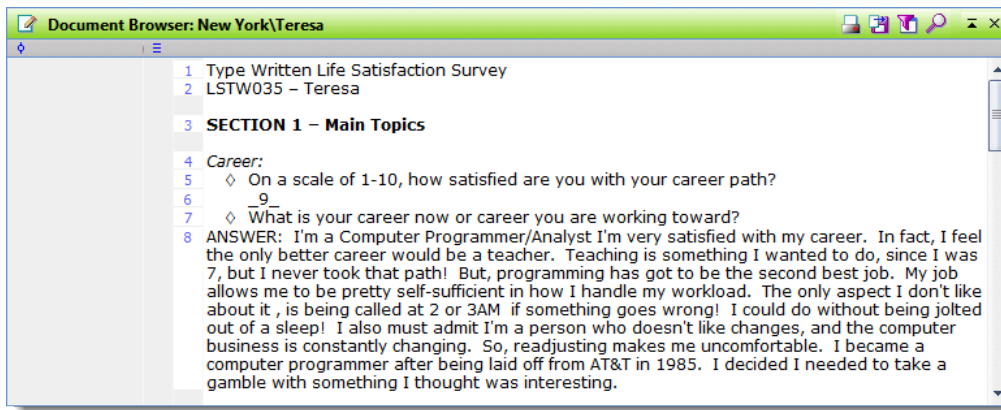 Document Browser: New York\Teresa
1 Type Written Life Satisfaction Survey
2 LSTW035 – Teresa
3 SECTION 1 – Main Topics
4 Career:
5 ◊ On a scale of 1-10, how satisfied are you with your career path?
6 _9_
7 ◊ What is your career now or career you are working toward?
8 ANSWER:  I'm a Computer Programmer/Analyst I'm very satisfied with my career.  In fact, I feel
the only better career would be a teacher.  Teaching is something I wanted to do, since I was
7, but I never took that path!  But, programming has got to be the second best job.  My job
allows me to be pretty self-sufficient in how I handle my workload.  The only aspect I don't like
about it , is being called at 2 or 3AM  if something goes wrong!  I could do without being jolted
out of a sleep!  I also must admit I'm a person who doesn't like changes, and the computer
business is constantly changing.  So, readjusting makes me uncomfortable.  I became a
computer programmer after being laid off from AT&T in 1985.  I decided I needed to take a
gamble with something I thought was interesting.